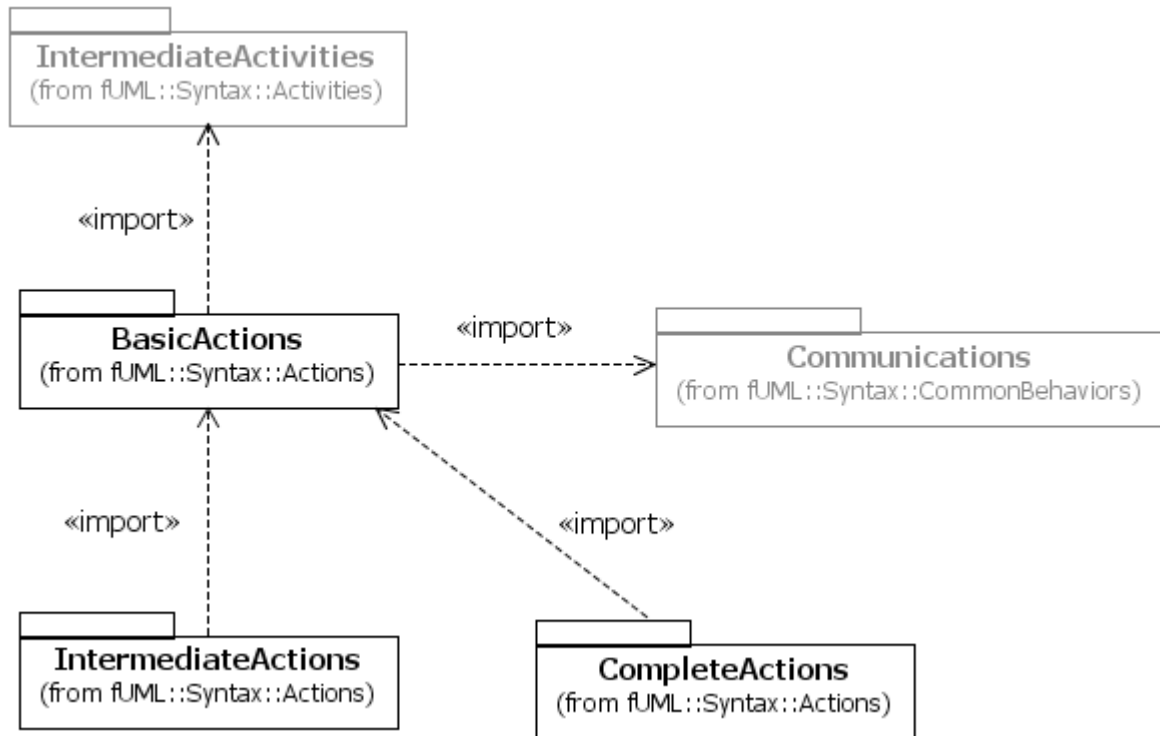 IntermediateActivities
(from fUML::Syntax::Activities)
«import»
BasicActions
(from fUML::Syntax::Actions)
«import»
Communications
(from fUML::Syntax::CommonBehaviors)
«import»
«import»
IntermediateActions
(from fUML::Syntax::Actions)
CompleteActions
(from fUML::Syntax::Actions)